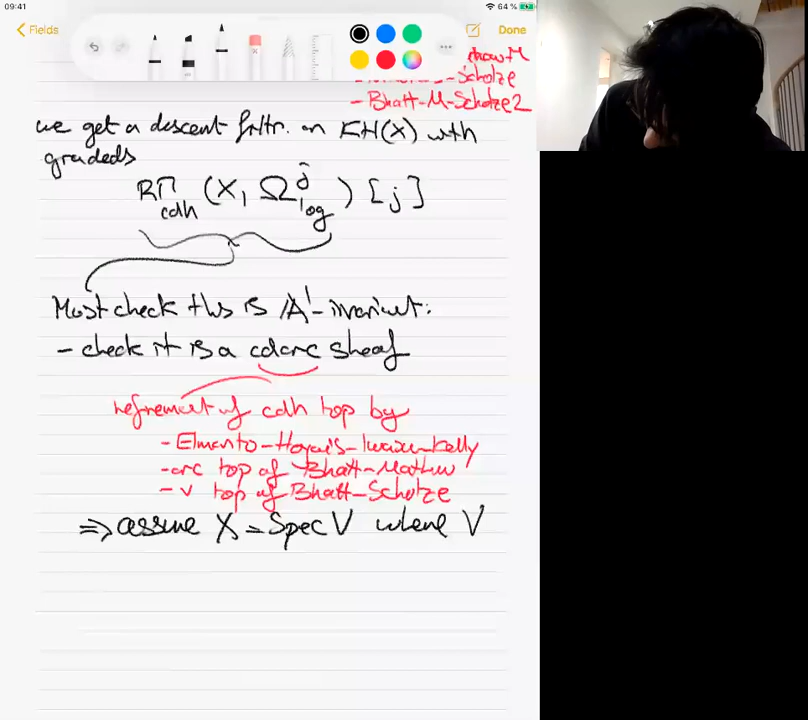 09:41
64 %
Fields
Done
- Scholze
- Bhatt-M-Scholze2
we get a descent filtr. on KH(X) with
gradeds
RΓ_cdh (X, Ω^j_log) [j]
Must check this is A¹-invariant:
- check it is a cdarc sheaf
refinement of cdh top by
- Elmanto-Hoyois-Iwasa-Kelly
- arc top of Bhatt-Mathew
- v top of Bhatt-Scholze
⇒ assume X = Spec V where V